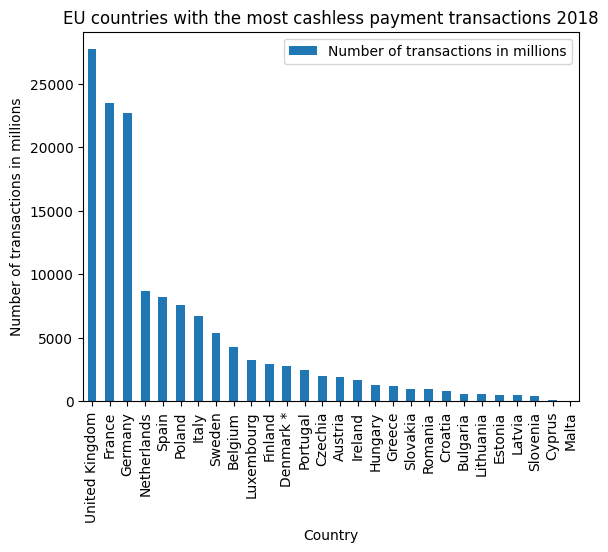 EU countries with the most cashless payment transactions 2018
Number of transactions in millions
Number of transactions in millions
25000
20000
15000
10000
5000
0
United Kingdom
France
Germany
Netherlands
Spain
Poland
Italy
Sweden
Belgium
Luxembourg
Finland
Denmark *
Portugal
Czechia
Austria
Ireland
Hungary
Greece
Slovakia
Romania
Croatia
Bulgaria
Lithuania
Estonia
Latvia
Slovenia
Cyprus
Malta
Country